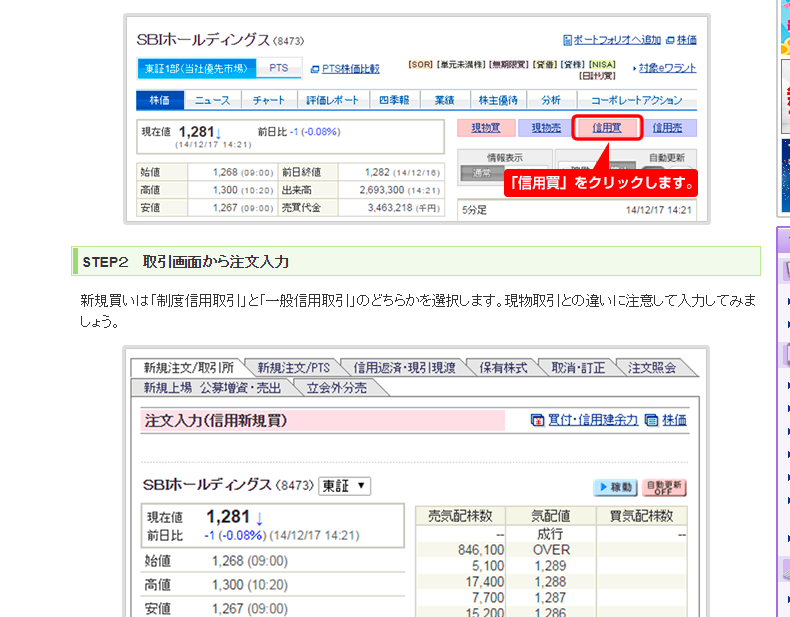 SBIホールディングス (8473)
ポートフォリオへ追加 株価
東証1部(当社優先市場) PTS PTS株価比較
[SOR] [単元未満株] [無期限買] [貸借] [貸株] [NISA]
[日計り買] 対象eワラント
株価 ニュース チャート 評価レポート 四季報 業績 株主優待 分析 コーポレートアクション
現在値 1,281↓ 前日比 -1 (-0.08%)
(14/12/17 14:21)
現物買 現物売 信用買 信用売
情報表示 自動更新
通常
「信用買」をクリックします。
始値 1,268 (09:00) 前日終値 1,282 (14/12/16)
高値 1,300 (10:20) 出来高 2,693,300 (14:21)
安値 1,267 (09:00) 売買代金 3,463,218 (千円)
5分足 14/12/17 14:21
STEP2 取引画面から注文入力
新規買いは「制度信用取引」と「一般信用取引」のどちらかを選択します。現物取引との違いに注意して入力してみま
しょう。
新規注文/取引所 新規注文/PTS 信用返済・現引現渡 保有株式 取消・訂正 注文照会
新規上場 公募増資・売出 立会外分売
注文入力(信用新規買) 買付・信用建余力 株価
SBIホールディングス (8473) 東証 ▼
稼動 自動更新
OFF
現在値 1,281 ↓
前日比 -1 (-0.08%) (14/12/17 14:21)
始値 1,268 (09:00)
高値 1,300 (10:20)
安値 1,267 (09:00)
売気配株数 気配値 買気配株数
-- 成行 --
846,100 OVER
5,100 1,289
17,400 1,288
7,700 1,287
15,200 1,286